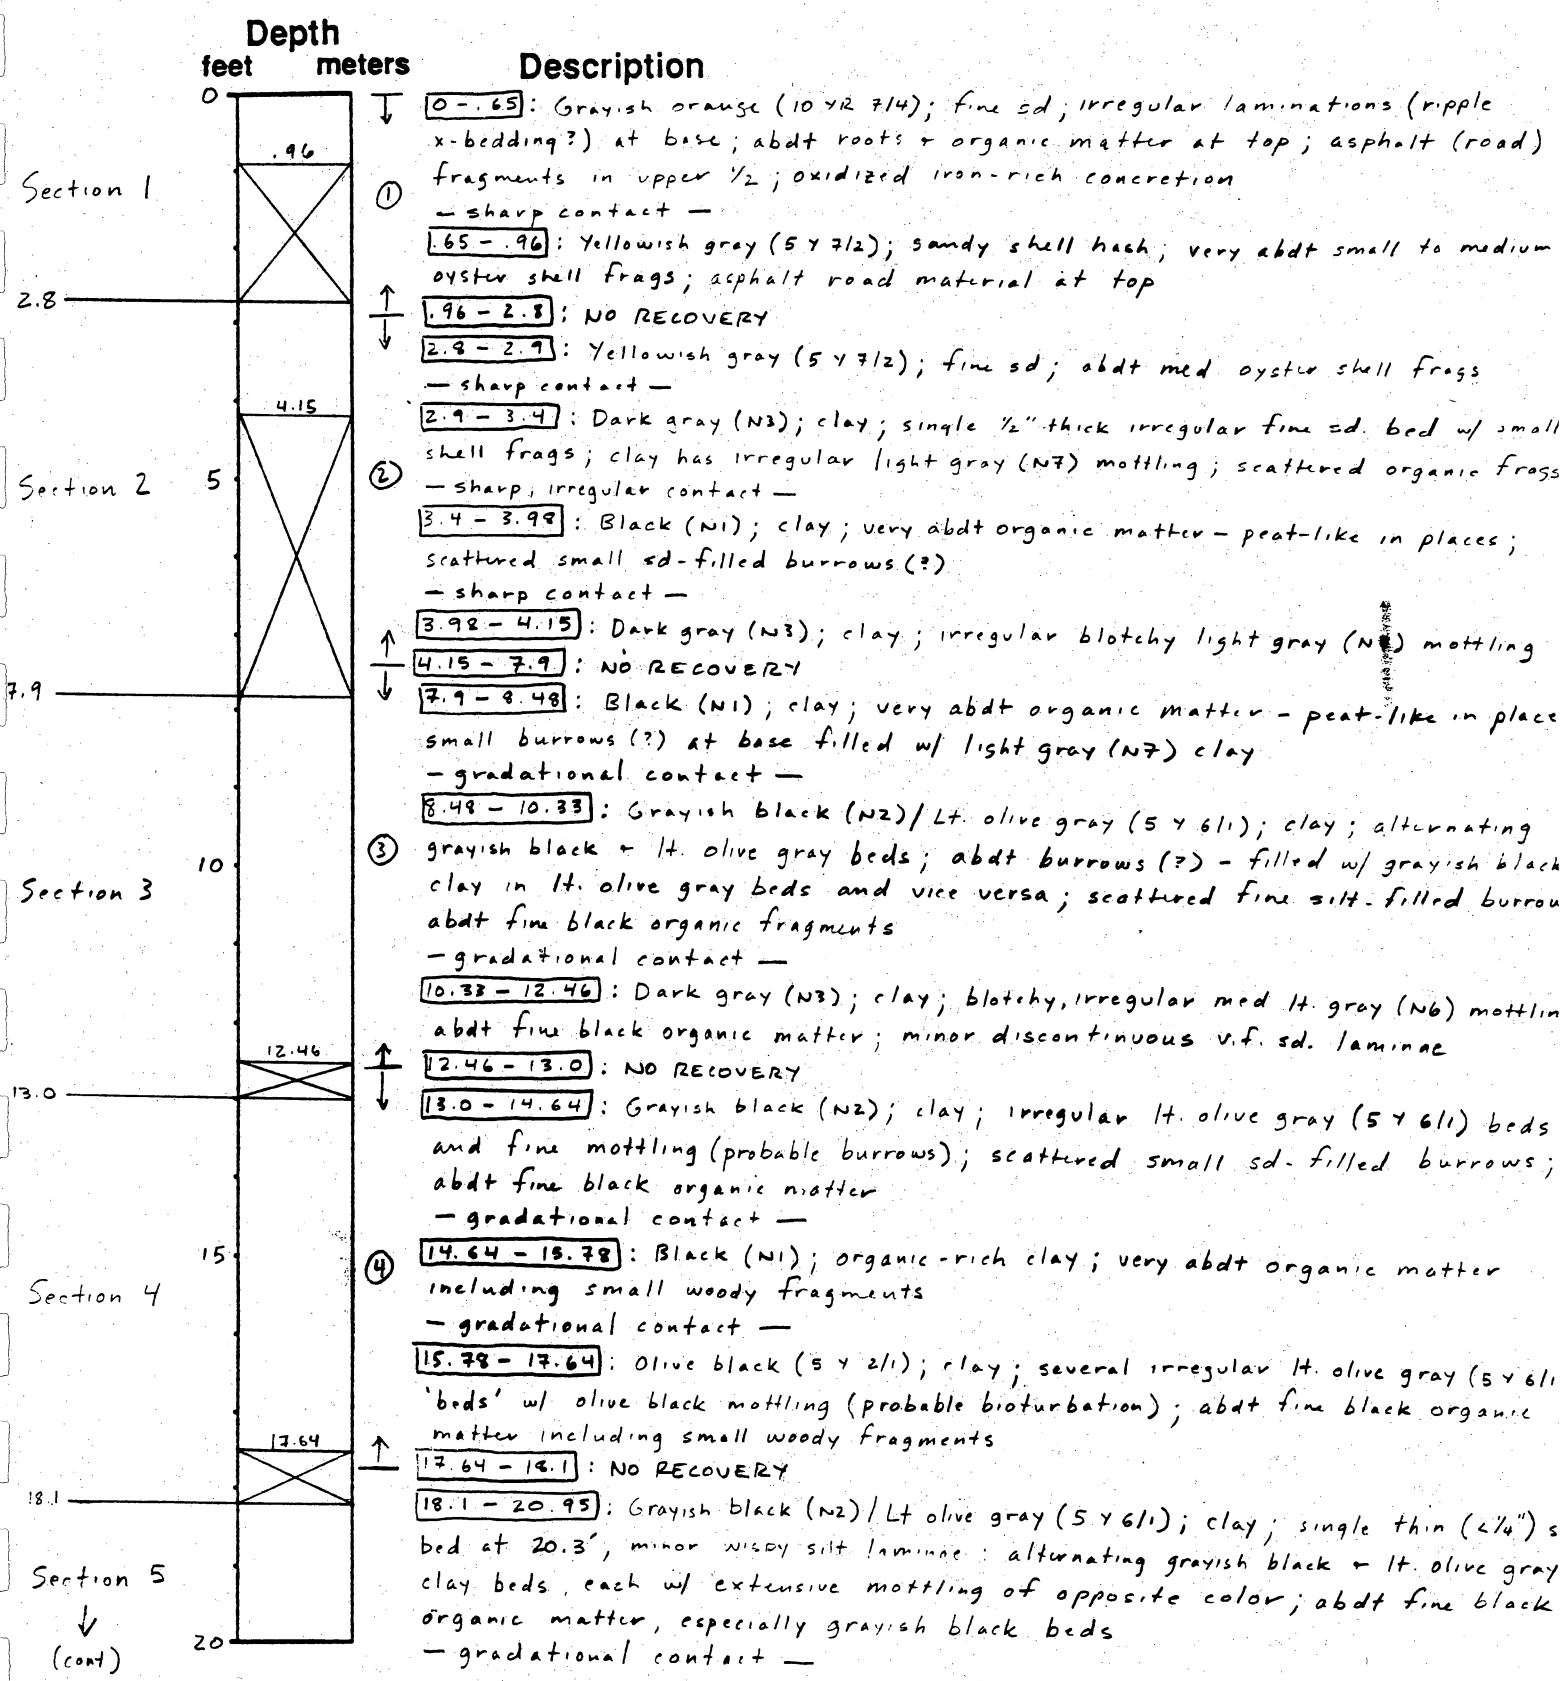 Depth
feet meters Description
0 0 - .65: Grayish orange (10 YR 7/4); fine sd; irregular laminations (ripple
x-bedding?) at base; abdt roots + organic matter at top; asphalt (road)
.96
Section 1 ① fragments in upper 1/2; oxidized iron-rich concretion
— sharp contact —
.65 - .96: Yellowish gray (5 Y 7/2); sandy shell hash; very abdt small to medium
oyster shell frags; asphalt road material at top
2.8 .96 - 2.8: NO RECOVERY
2.8 - 2.9: Yellowish gray (5 Y 7/2); fine sd; abdt med oyster shell frags
— sharp contact —
4.15 2.9 - 3.4: Dark gray (N3); clay; single 1/2" thick irregular fine sd. bed w/ small
shell frags; clay has irregular light gray (N7) mottling; scattered organic frags
Section 2 5 ② — sharp, irregular contact —
3.4 - 3.98: Black (N1); clay; very abdt organic matter - peat-like in places;
scattered small sd-filled burrows (?)
— sharp contact —
3.98 - 4.15: Dark gray (N3); clay; irregular blotchy light gray (N ) mottling
4.15 - 7.9: NO RECOVERY
7.9 7.9 - 8.48: Black (N1); clay; very abdt organic matter - peat-like in place
small burrows (?) at base filled w/ light gray (N7) clay
— gradational contact —
8.48 - 10.33: Grayish black (N2)/Lt. olive gray (5 Y 6/1); clay; alternating
10 ③ grayish black + lt. olive gray beds; abdt burrows (?) - filled w/ grayish black
Section 3 clay in lt. olive gray beds and vice versa; scattered fine silt-filled burrou
abdt fine black organic fragments
— gradational contact —
10.33 - 12.46: Dark gray (N3); clay; blotchy, irregular med lt. gray (N6) mottlin
abdt fine black organic matter; minor discontinuous v.f. sd. laminae
12.46 12.46 - 13.0: NO RECOVERY
13.0 13.0 - 14.64: Grayish black (N2); clay; irregular lt. olive gray (5 Y 6/1) beds
and fine mottling (probable burrows); scattered small sd-filled burrows;
abdt fine black organic matter
— gradational contact —
15 ④ 14.64 - 15.78: Black (N1); organic-rich clay; very abdt organic matter
Section 4 including small woody fragments
— gradational contact —
15.78 - 17.64: Olive black (5 Y 2/1); clay; several irregular lt. olive gray (5 Y 6/1
'beds' w/ olive black mottling (probable bioturbation); abdt fine black organic
17.64 matter including small woody fragments
17.64 - 18.1: NO RECOVERY
18.1 18.1 - 20.95: Grayish black (N2)/Lt olive gray (5 Y 6/1); clay; single thin (<1/4") s
bed at 20.3', minor wispy silt laminae: alternating grayish black + lt. olive gray
Section 5 clay beds, each w/ extensive mottling of opposite color; abdt fine black
20 organic matter, especially grayish black beds
(cont) — gradational contact —